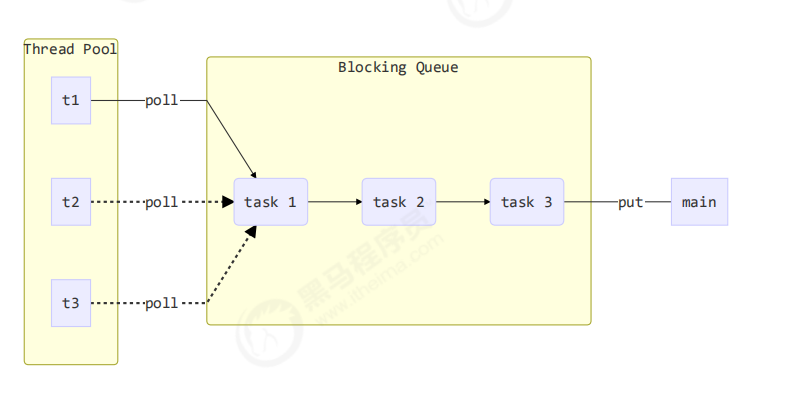 Thread Pool
Blocking Queue
t1
poll
t2
poll
task 1
task 2
task 3
put
main
t3
poll
黑马程序员
www.itheima.com